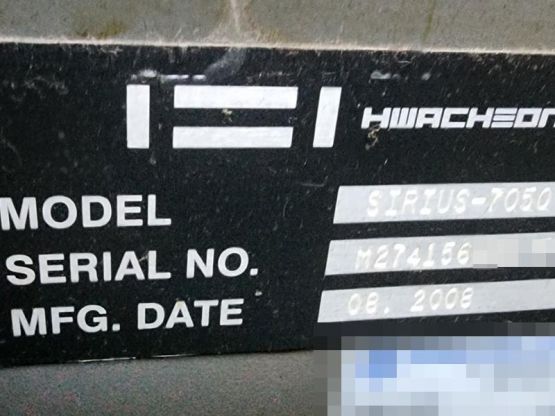 HWACHEON
MODEL SIRIUS-7050
SERIAL NO. M274156
MFG. DATE 08. 2008